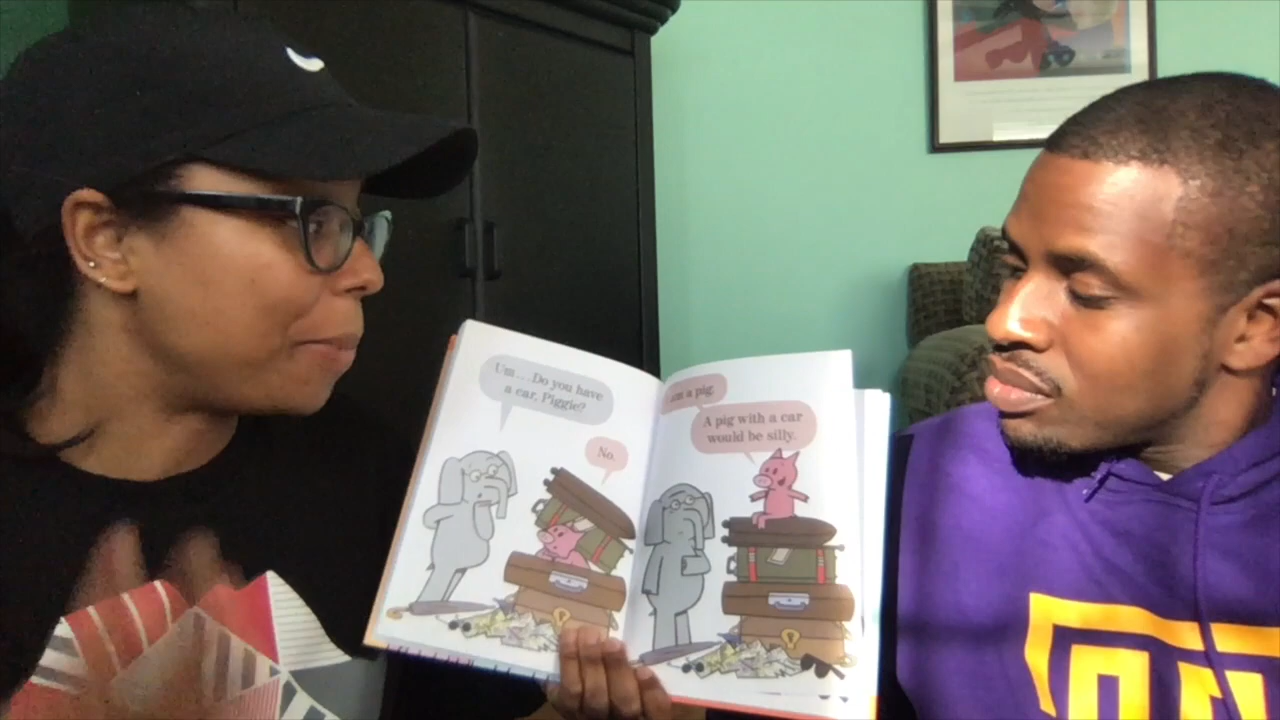 Um... Do you have
a car, Piggie?
No.
am a pig.
A pig with a car
would be silly.